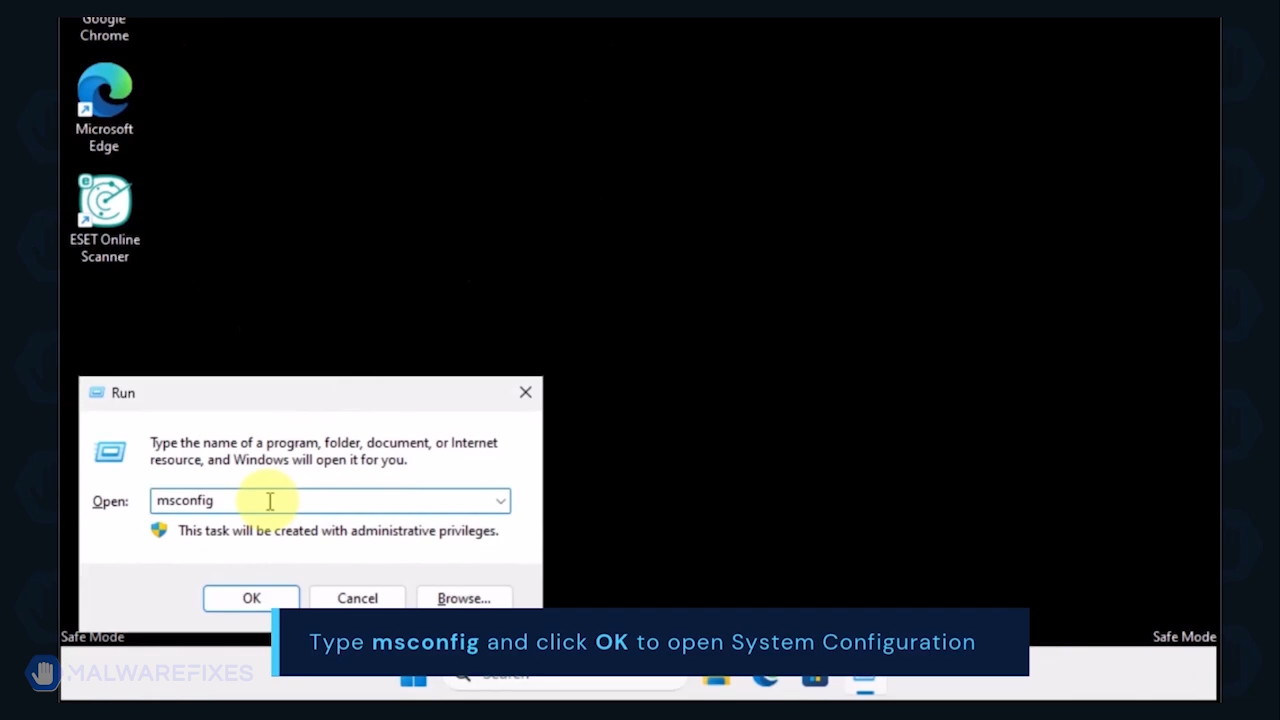 Google
Chrome
Microsoft
Edge
ESET Online
Scanner
Run
Type the name of a program, folder, document, or Internet
resource, and Windows will open it for you.
Open: msconfig
This task will be created with administrative privileges.
OK Cancel Browse...
Safe Mode Safe Mode
Type msconfig and click OK to open System Configuration
MALWAREFIXES
Search